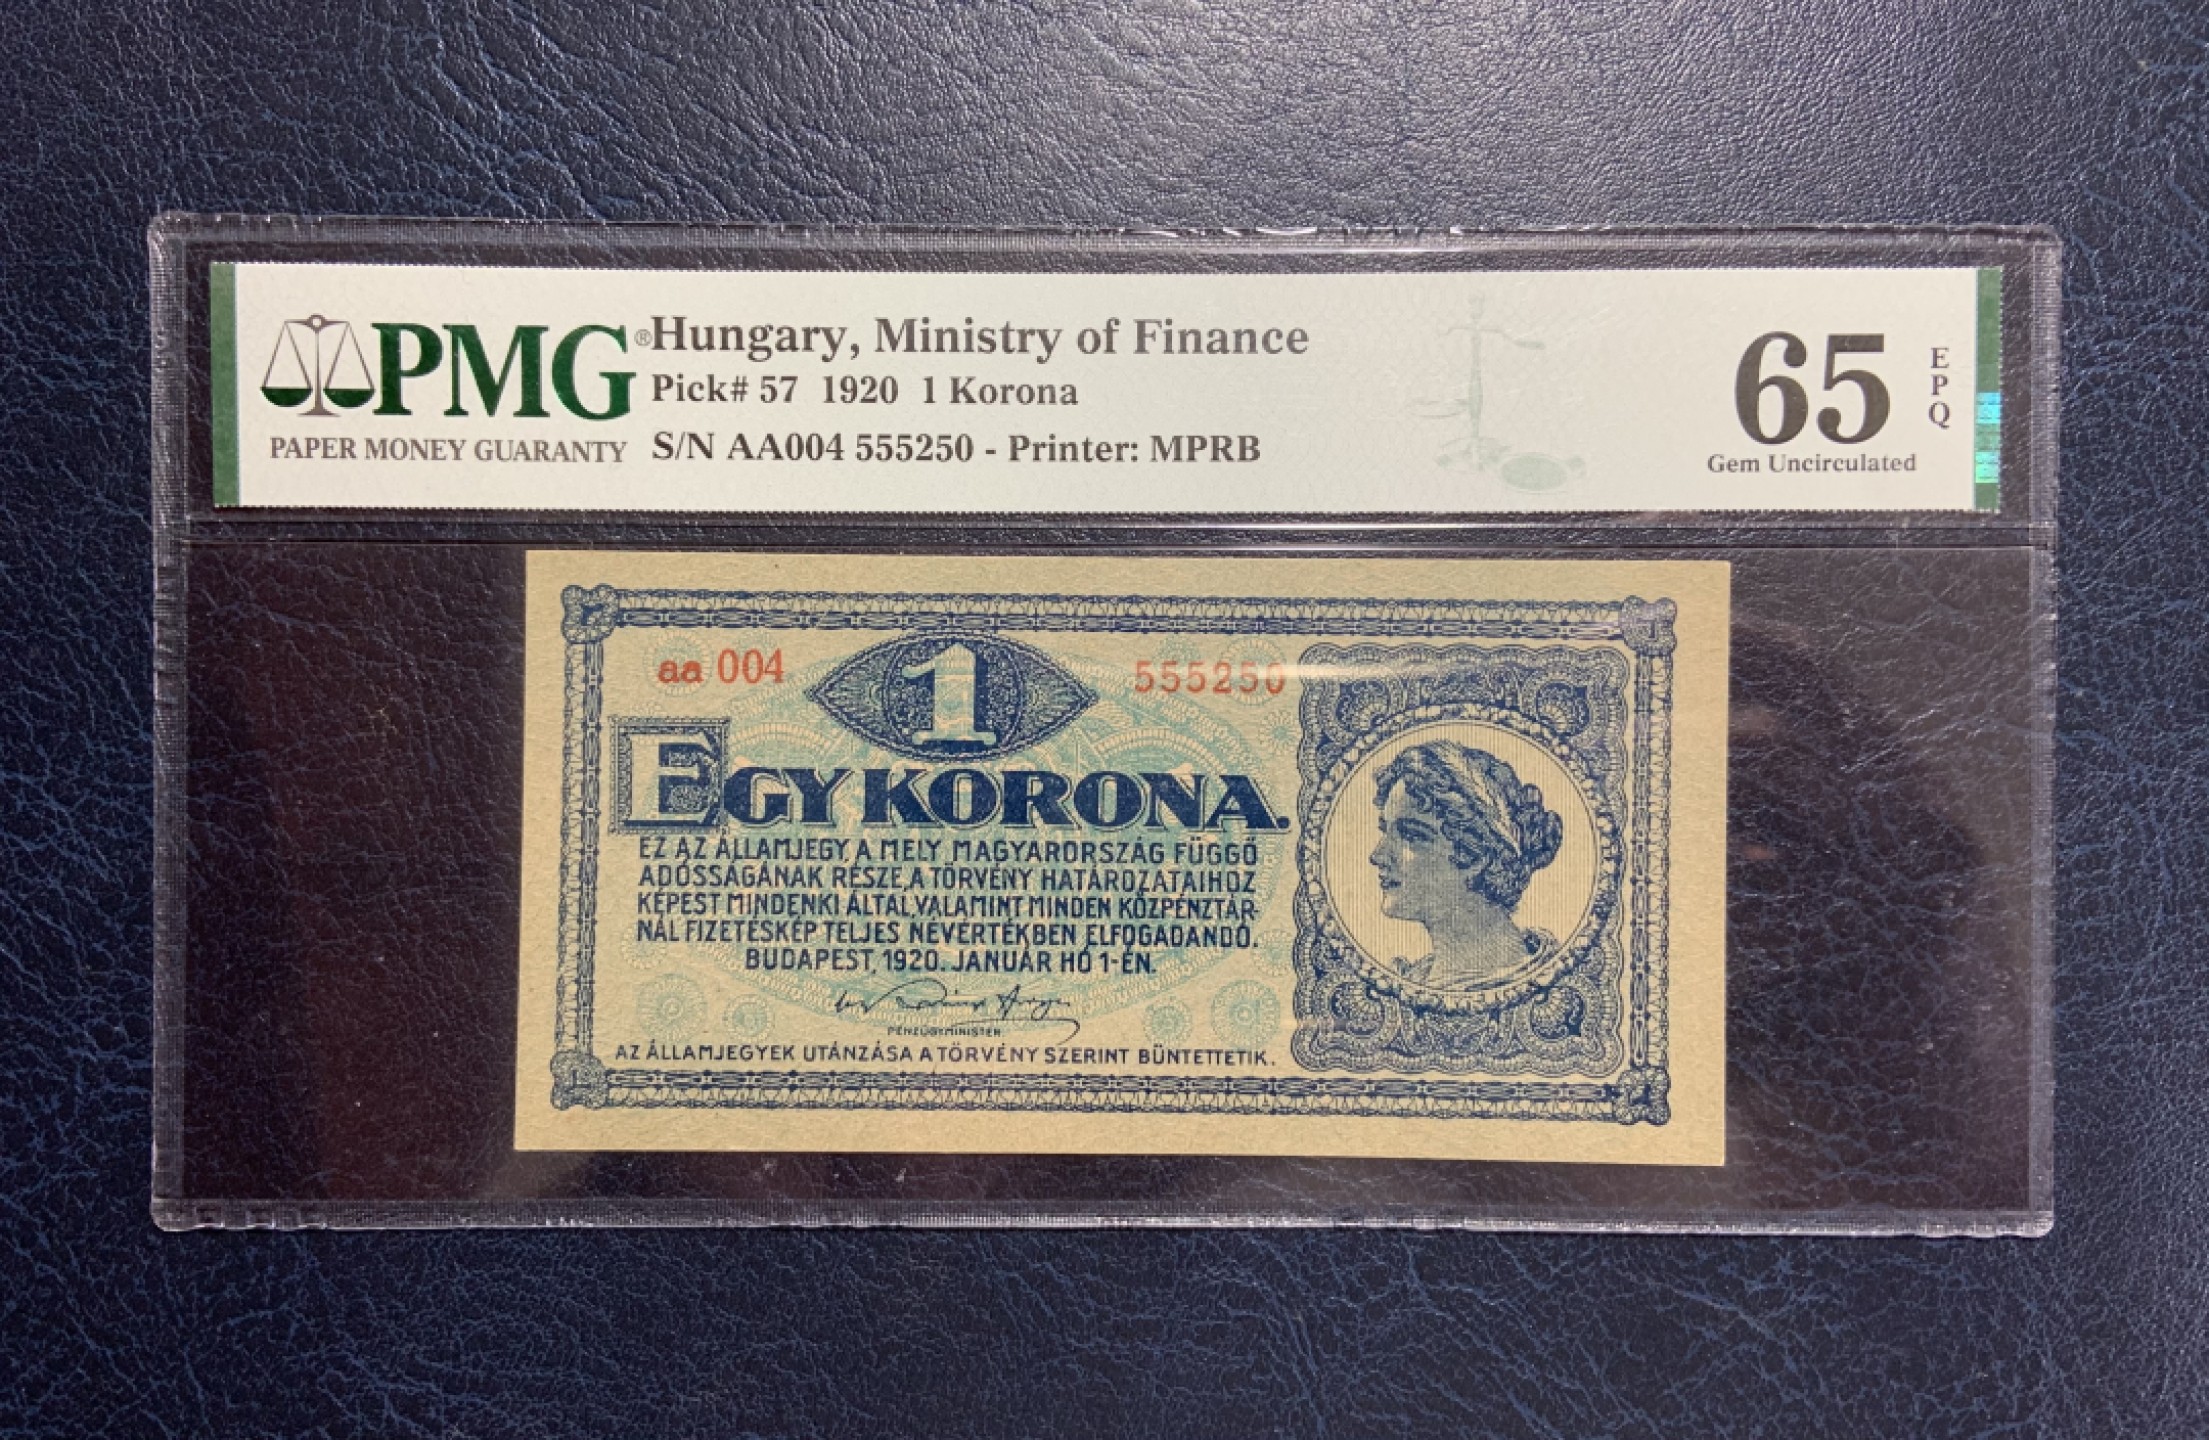 PMG®
PAPER MONEY GUARANTY
Hungary, Ministry of Finance
Pick# 57 1920 1 Korona
S/N AA004 555250 - Printer: MPRB
65
EPQ
Gem Uncirculated
aa 004
1
555250
EGY KORONA.
EZ AZ ÁLLAMJEGY, A MELY MAGYARORSZÁG FÜGGŐ
ADÓSSÁGÁNAK RÉSZE, A TÖRVÉNY HATÁROZATAIHOZ
KÉPEST MINDENKI ÁLTAL, VALAMINT MINDEN KÖZPÉNZTÁR-
NÁL FIZETÉSKÉP TELJES NÉVÉRTÉKBEN ELFOGADANDÓ.
BUDAPEST, 1920. JANUÁR HÓ 1-ÉN.
PÉNZÜGYMINISTER
AZ ÁLLAMJEGYEK UTÁNZÁSA A TÖRVÉNY SZERINT BÜNTETTETIK.